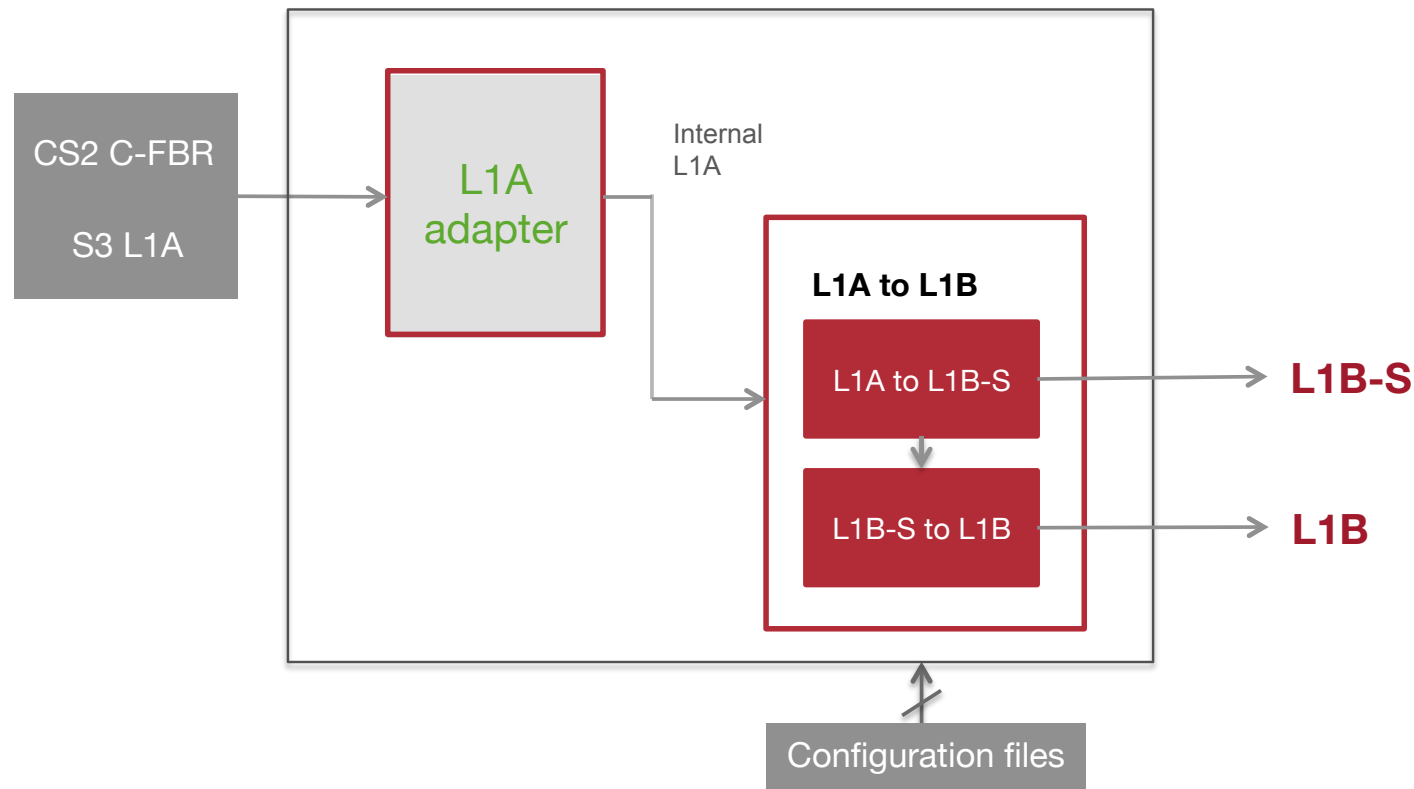 CS2 C-FBR
S3 L1A
L1A
adapter
Internal
L1A
L1A to L1B
L1A to L1B-S
L1B-S to L1B
L1B-S
L1B
Configuration files